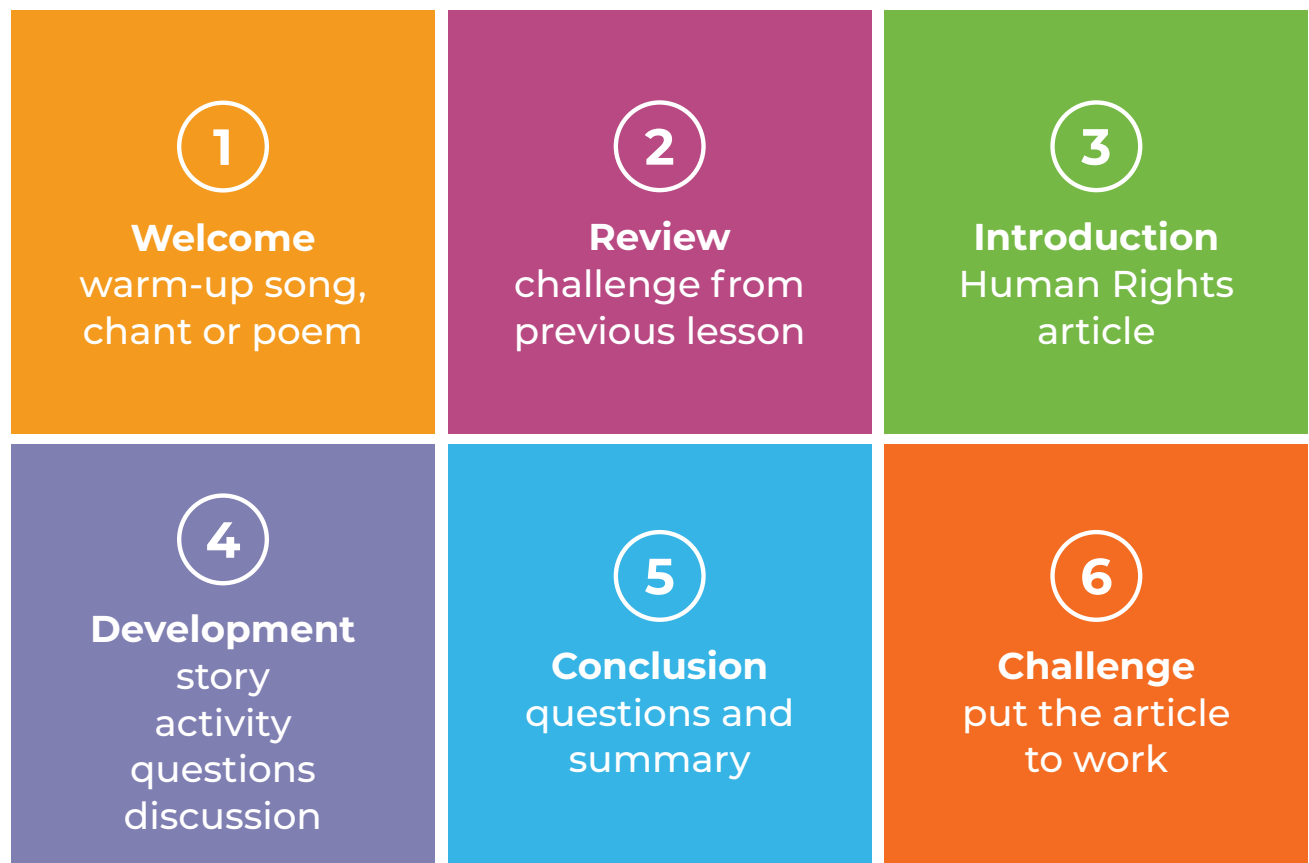 1
Welcome
warm-up song,
chant or poem
2
Review
challenge from
previous lesson
3
Introduction
Human Rights
article
4
Development
story
activity
questions
discussion
5
Conclusion
questions and
summary
6
Challenge
put the article
to work